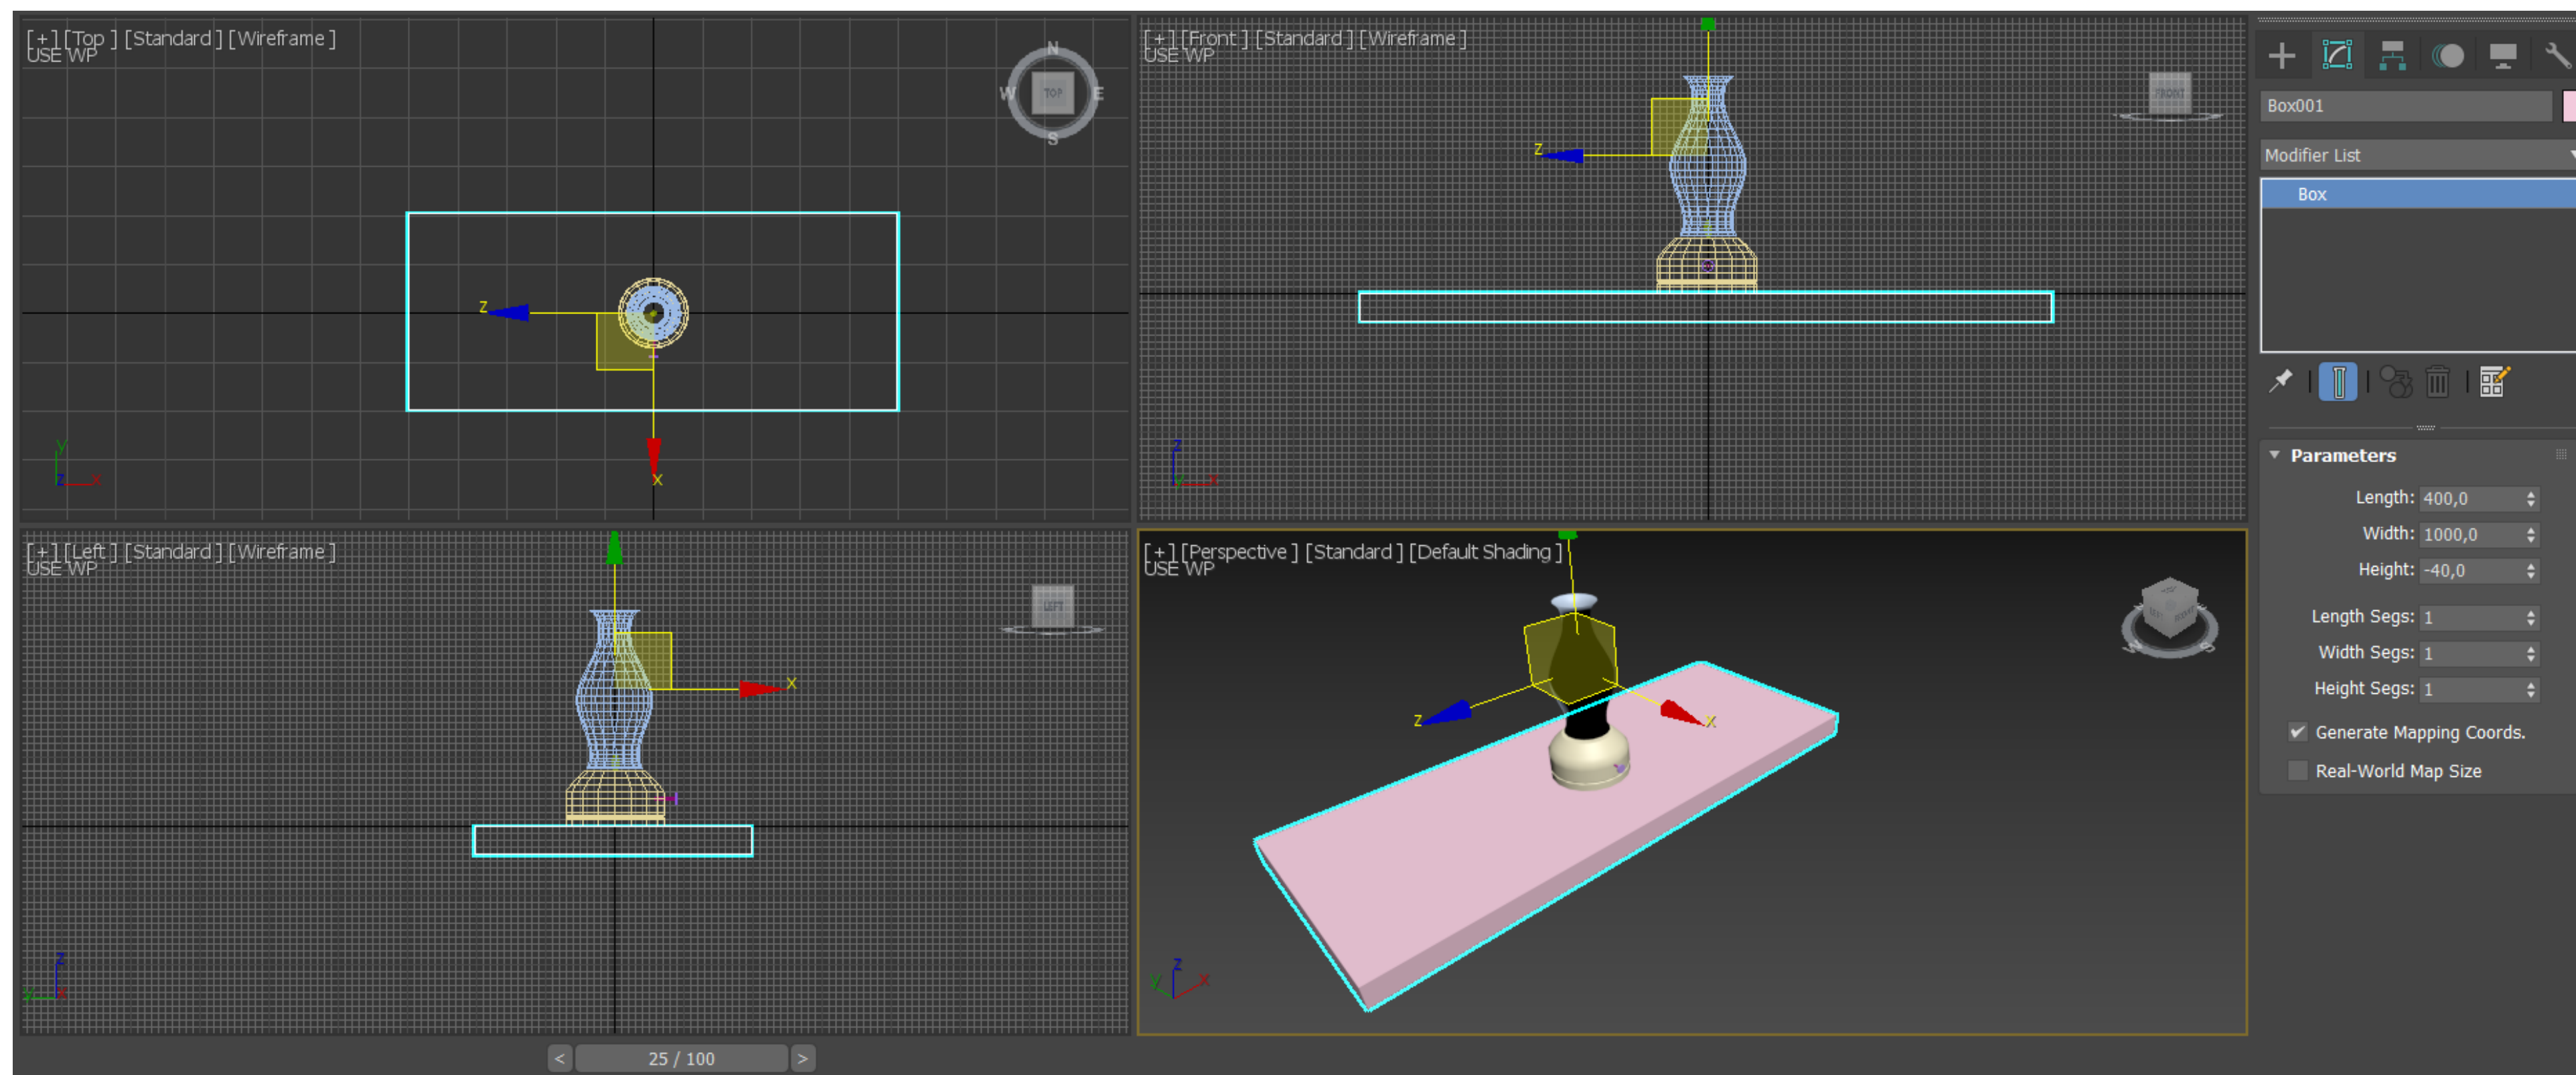 [+] [Top ] [Standard ] [Wireframe ]
USE WP
N
W
TOP
E
S
z
x
y
z
x
[+] [Front ] [Standard ] [Wireframe ]
USE WP
FRONT
z
z
y
x
[+] [Left ] [Standard ] [Wireframe ]
USE WP
LEFT
x
z
y
x
[+] [Perspective ] [Standard ] [Default Shading ]
USE WP
z
x
z
y
x
W
S
Box001
Modifier List
Box
Parameters
Length: 400,0
Width: 1000,0
Height: -40,0
Length Segs: 1
Width Segs: 1
Height Segs: 1
Generate Mapping Coords.
Real-World Map Size
< 25 / 100 >